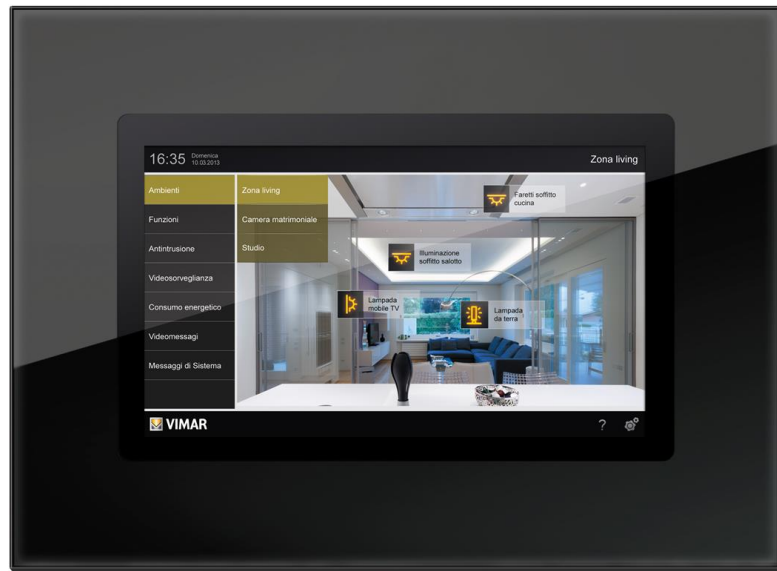 16:35 Domenica
10.03.2013
Zona living
Ambienti
Funzioni
Antintrusione
Videosorveglianza
Consumo energetico
Videomessagi
Messaggi di Sistema
Zona living
Camera matrimoniale
Studio
Faretti soffitto
cucina
Illuminazione
soffitto salotto
Lampada
mobile TV
Lampada
da terra
VIMAR
?